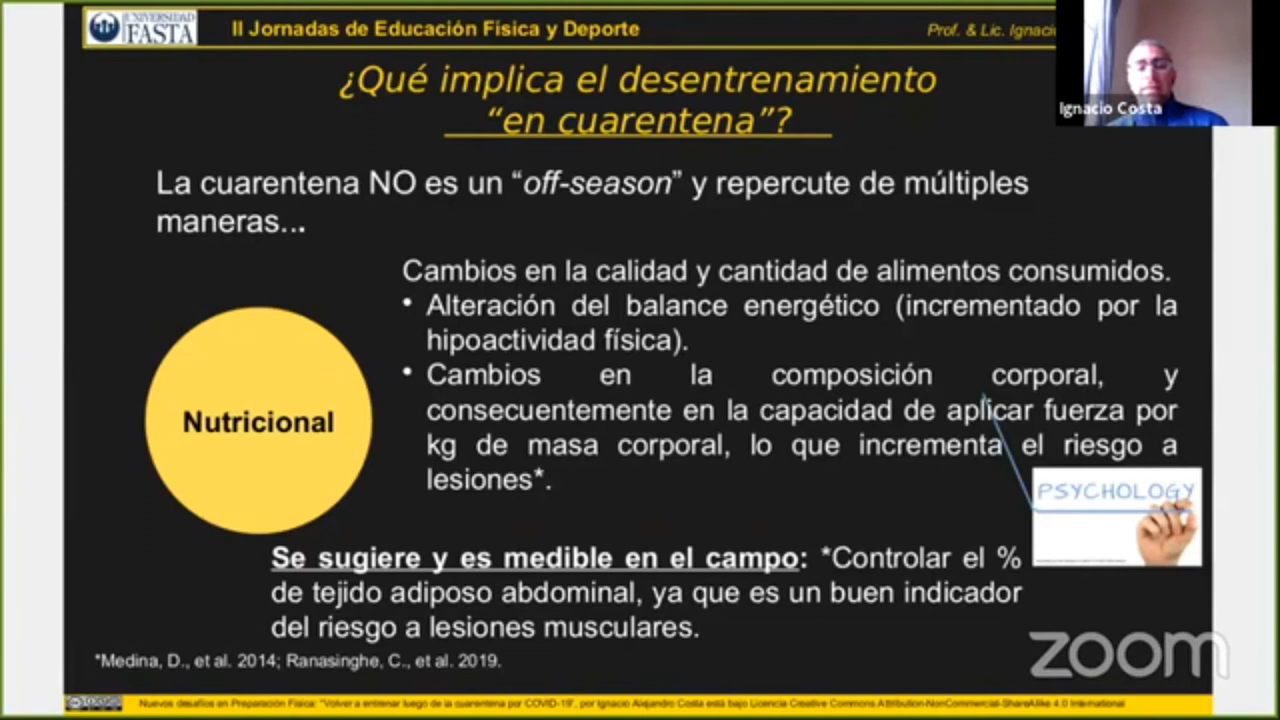 UNIVERSIDAD
FASTA
II Jornadas de Educación Física y Deporte
Prof. & Lic. Ignacio
Ignacio Costa
¿Qué implica el desentrenamiento
“en cuarentena”?
La cuarentena NO es un “off-season” y repercute de múltiples
maneras...
Cambios en la calidad y cantidad de alimentos consumidos.
• Alteración del balance energético (incrementado por la
hipoactividad física).
• Cambios en la composición corporal, y
consecuentemente en la capacidad de aplicar fuerza por
kg de masa corporal, lo que incrementa el riesgo a
lesiones*.
Nutricional
PSYCHOLOGY
Se sugiere y es medible en el campo: *Controlar el %
de tejido adiposo abdominal, ya que es un buen indicador
del riesgo a lesiones musculares.
*Medina, D., et al. 2014; Ranasinghe, C., et al. 2019.
zoom
Nuevos desafíos en Preparación Física: “Volver a entrenar luego de la cuarentena por COVID-19”, por Ignacio Alejandro Costa está bajo Licencia Creative Commons Attribution-NonCommercial-ShareAlike 4.0 International